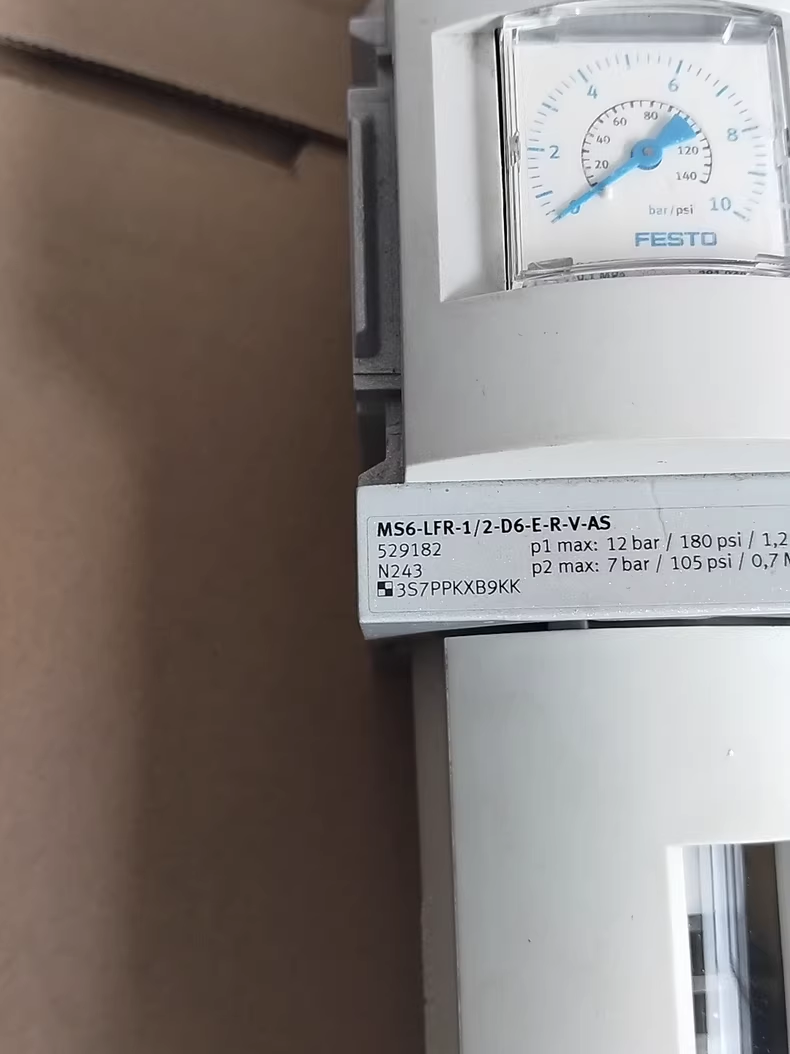 4
6
60
80
40
8
2
120
20
140
0
bar/psi
10
FESTO
MS6-LFR-1/2-D6-E-R-V-AS
529182
p1 max: 12 bar / 180 psi / 1,2
N243
p2 max: 7 bar / 105 psi / 0,7
3S7PPKXB9KK